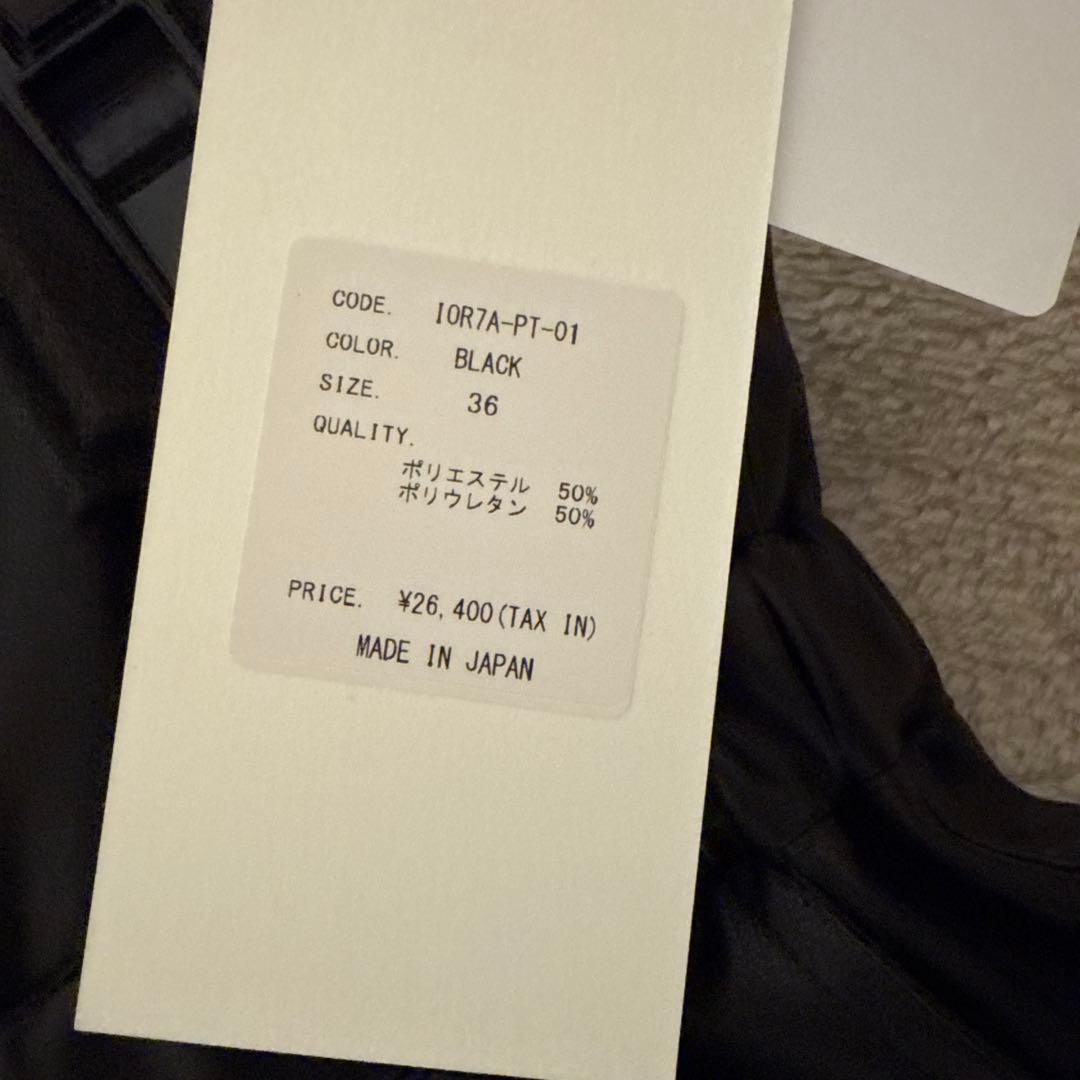 CODE. IOR7A-PT-01
COLOR. BLACK
SIZE. 36
QUALITY.
ポリエステル 50%
ポリウレタン 50%
PRICE. ¥26,400(TAX IN)
MADE IN JAPAN